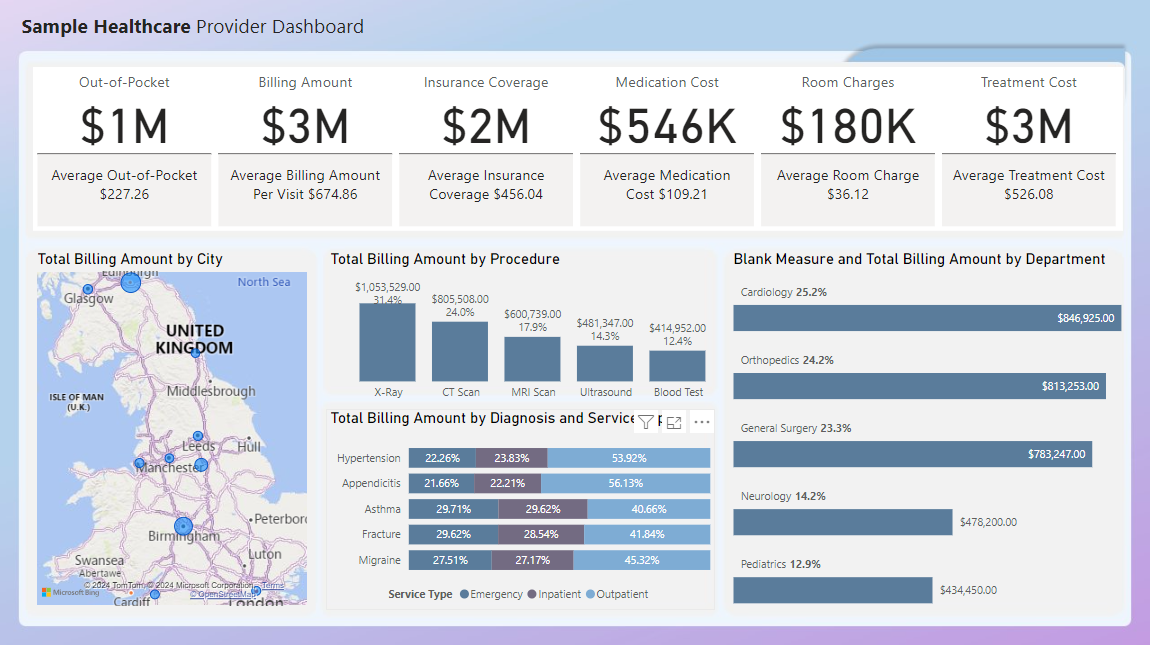 Sample Healthcare Provider Dashboard
Out-of-Pocket
$1M
Average Out-of-Pocket
$227.26
Billing Amount
$3M
Average Billing Amount
Per Visit $674.86
Insurance Coverage
$2M
Average Insurance
Coverage $456.04
Medication Cost
$546K
Average Medication
Cost $109.21
Room Charges
$180K
Average Room Charge
$36.12
Treatment Cost
$3M
Average Treatment Cost
$526.08
Total Billing Amount by City
Edinburgh
North Sea
Glasgow
UNITED
KINGDOM
Middlesbrough
ISLE OF MAN
(U.K.)
Leeds
Hull
Manchester
Peterbor
Birmingham
Luton
Swansea
Abertawe
© 2024 TomTom, © 2024 Microsoft Corporation, Terms
Microsoft Bing
© OpenStreetMap
Cardiff
London
Total Billing Amount by Procedure
$1,053,529.00
31.4%
$805,508.00
24.0%
$600,739.00
17.9%
$481,347.00
14.3%
$414,952.00
12.4%
X-Ray
CT Scan
MRI Scan
Ultrasound
Blood Test
Total Billing Amount by Diagnosis and Service
Hypertension 22.26% 23.83% 53.92%
Appendicitis 21.66% 22.21% 56.13%
Asthma 29.71% 29.62% 40.66%
Fracture 29.62% 28.54% 41.84%
Migraine 27.51% 27.17% 45.32%
Service Type Emergency Inpatient Outpatient
Blank Measure and Total Billing Amount by Department
Cardiology 25.2%
$846,925.00
Orthopedics 24.2%
$813,253.00
General Surgery 23.3%
$783,247.00
Neurology 14.2%
$478,200.00
Pediatrics 12.9%
$434,450.00